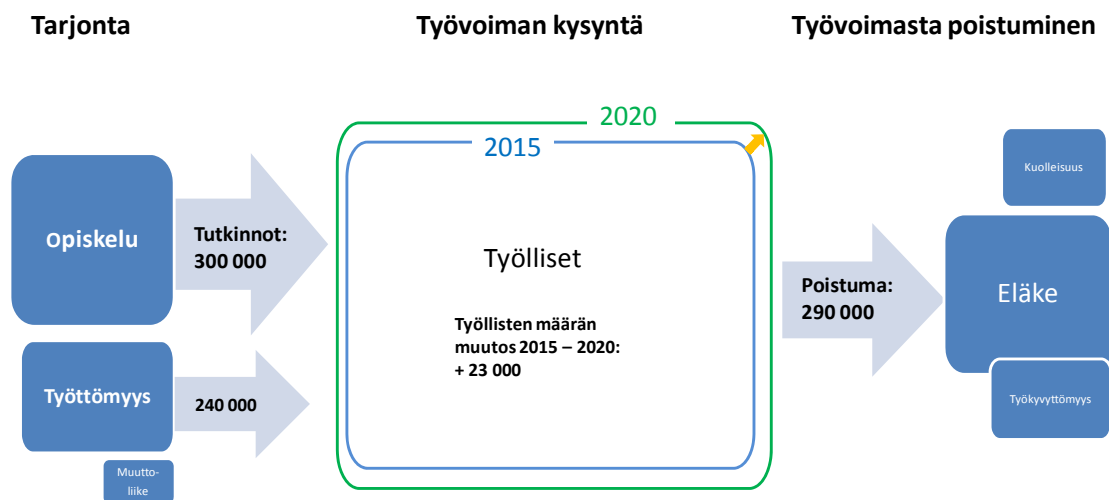 Tarjonta
Työvoiman kysyntä
Työvoimasta poistuminen
2020
2015
Opiskelu
Tutkinnot:
300 000
Työttömyys
240 000
Muutto-
liike
Työlliset
Työllisten määrän
muutos 2015 – 2020:
+ 23 000
Poistuma:
290 000
Kuolleisuus
Eläke
Työkyvyttömyys